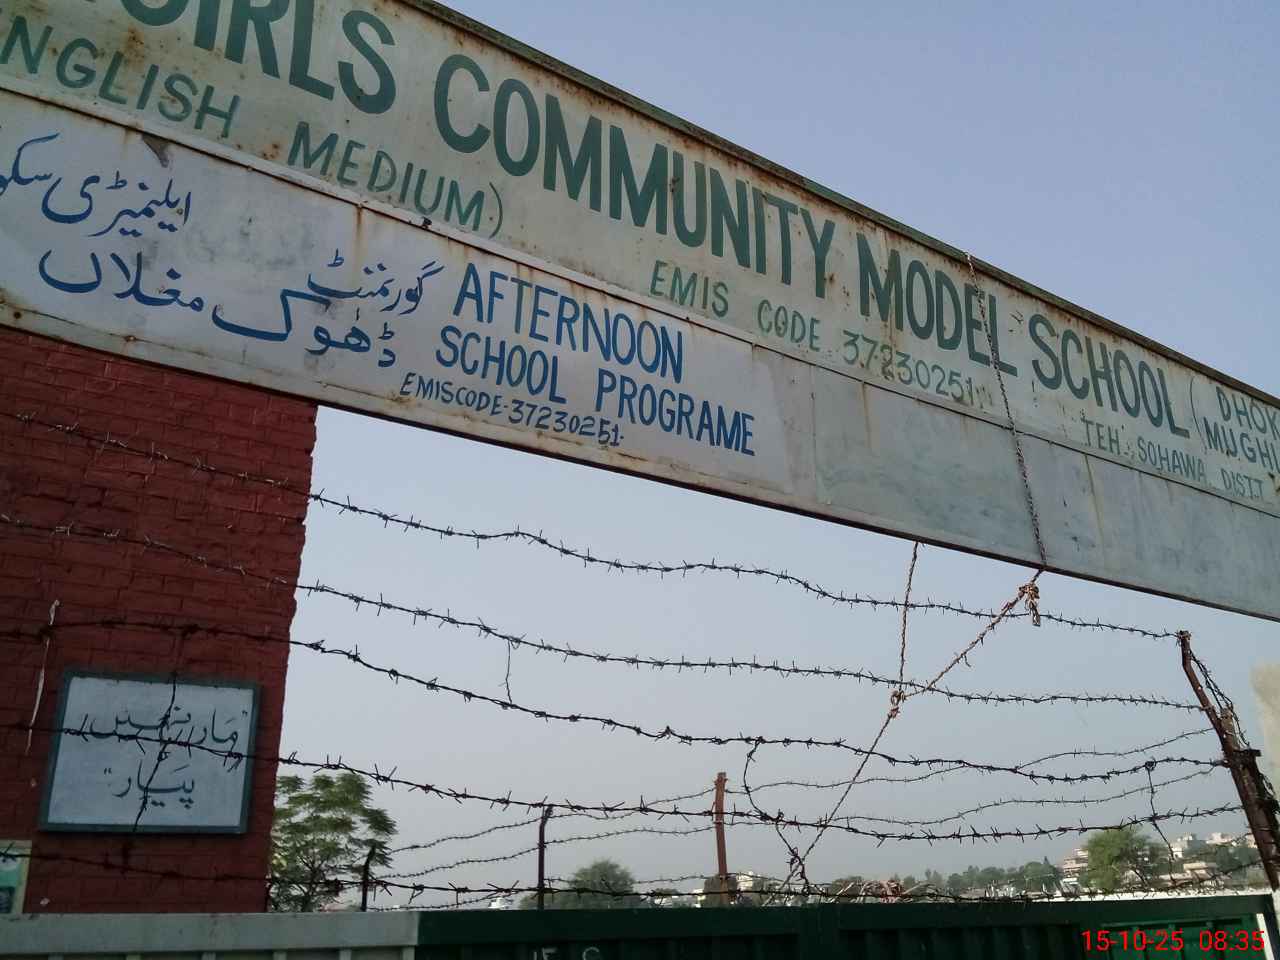 GIRLS COMMUNITY MODEL SCHOOL (DHOK
ENGLISH MEDIUM) EMIS CODE 37230251 MUGHL
TEH: SOHAWA DISTT
گورنمنٹ ایلیمنٹری سکول
ڈھوک مغلاں
AFTERNOON
SCHOOL PROGRAME
EMISCODE-37230251
"مار نہیں
پیار"
15-10-25 08:35